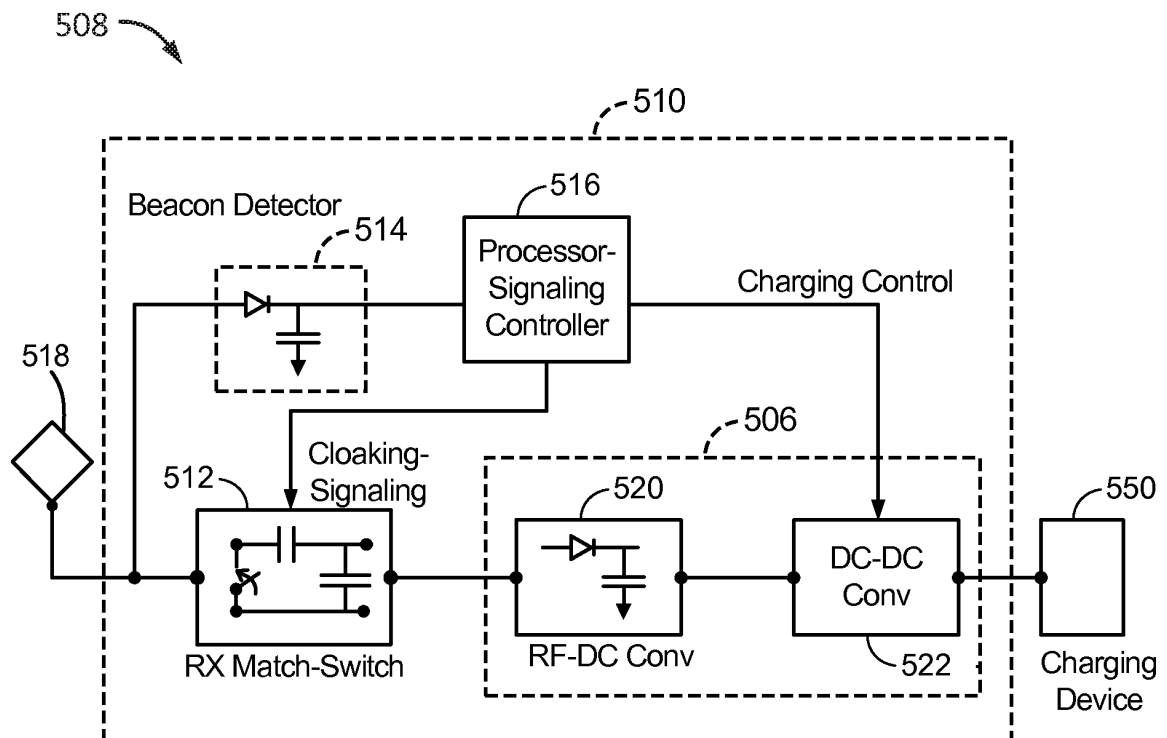 508
510
Beacon Detector
514
516
Processor-
Signaling
Controller
Charging Control
518
Cloaking-
Signaling
512
506
520
550
DC-DC
Conv
RX Match-Switch
RF-DC Conv
522
Charging
Device